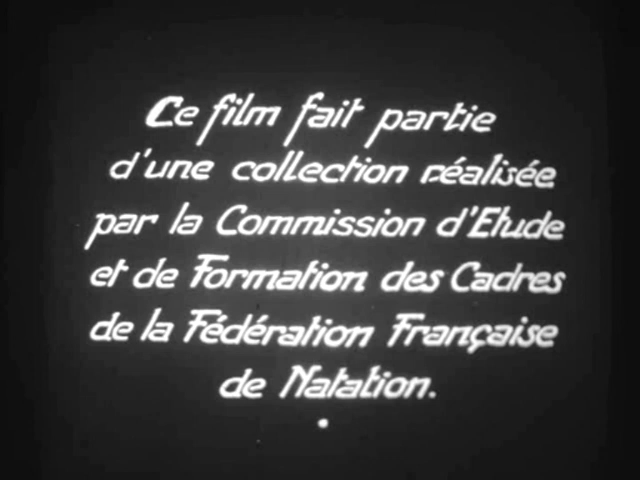 Ce film fait partie
d'une collection réalisée
par la Commission d'Etude
et de Formation des Cadres
de la Fédération Française
de Natation.